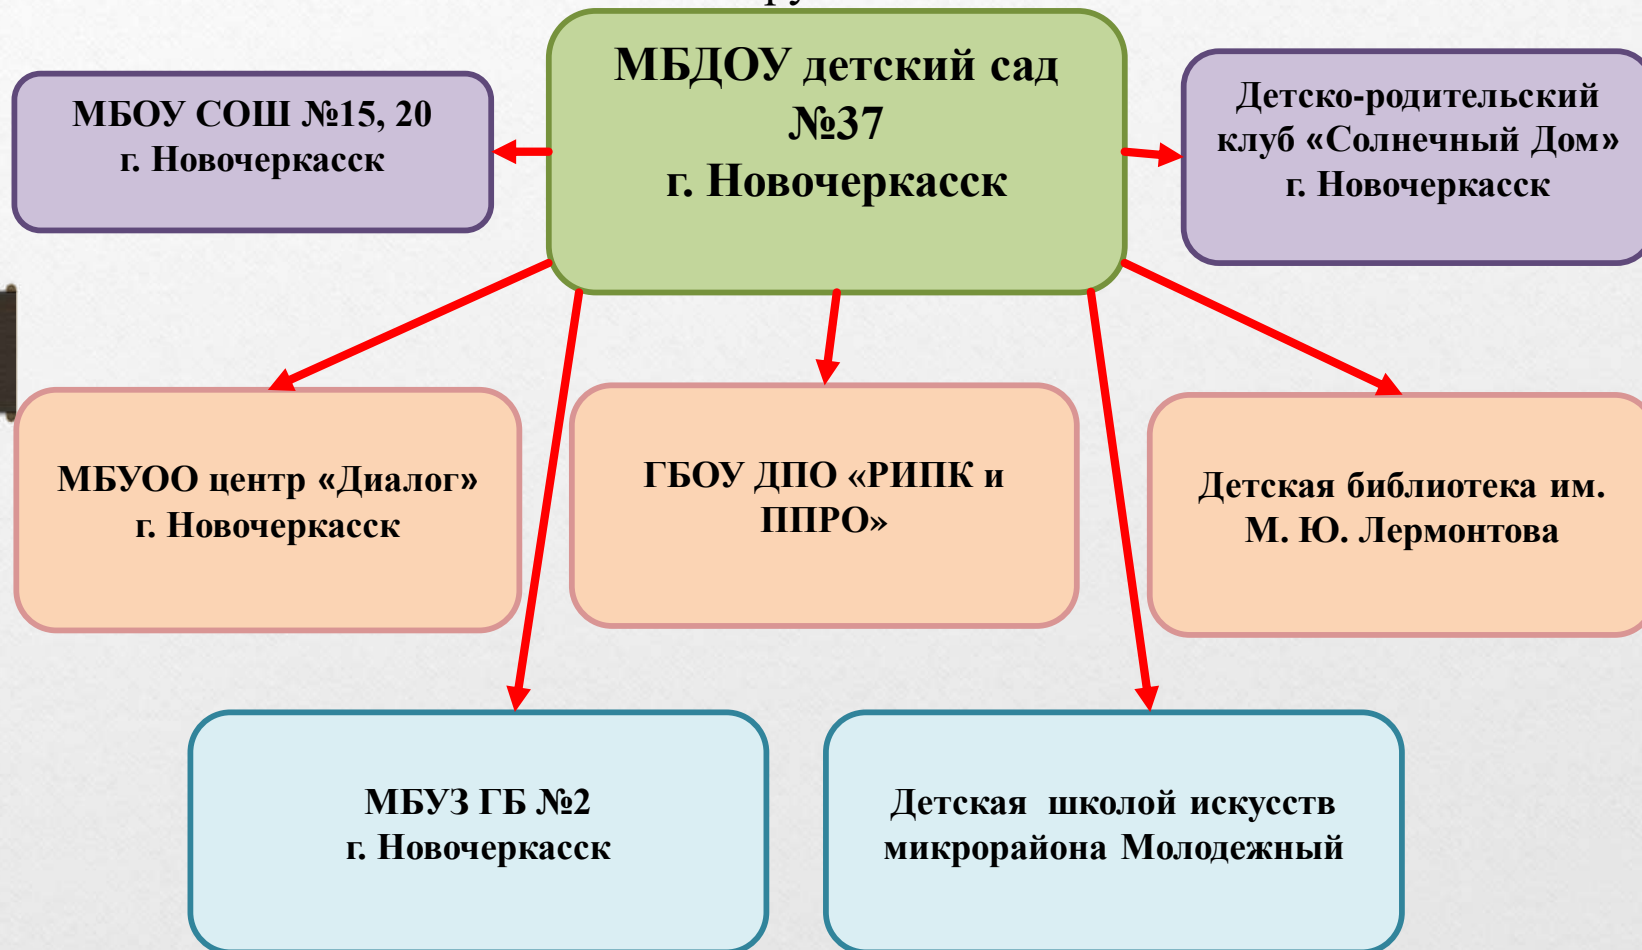 МБДОУ детский сад
№37
г. Новочеркасск
МБОУ СОШ №15, 20
г. Новочеркасск
Детско-родительский
клуб «Солнечный Дом»
г. Новочеркасск
МБУОО центр «Диалог»
г. Новочеркасск
ГБОУ ДПО «РИПК и
ППРО»
Детская библиотека им.
М. Ю. Лермонтова
МБУЗ ГБ №2
г. Новочеркасск
Детская школой искусств
микрорайона Молодежный